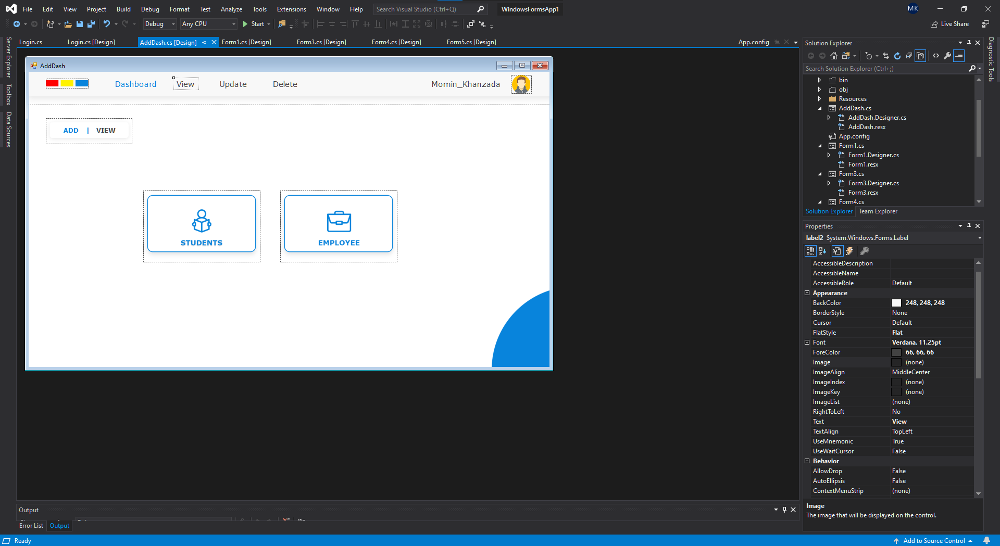 File Edit View Project Build Debug Format Test Analyze Tools Extensions Window Help Search Visual Studio (Ctrl+Q) WindowsFormsApp1 MK
Debug Any CPU Start Live Share
Server Explorer
Toolbox
Data Sources
Login.cs Login.cs [Design] AddDash.cs [Design] Form1.cs [Design] Form3.cs [Design] Form4.cs [Design] Form5.cs [Design] App.config
AddDash
Dashboard View Update Delete Momin_Khanzada
ADD | VIEW
STUDENTS EMPLOYEE
Solution Explorer
Search Solution Explorer (Ctrl+;)
bin
obj
Resources
AddDash.cs
AddDash.Designer.cs
AddDash.resx
App.config
Form1.cs
Form1.Designer.cs
Form1.resx
Form3.cs
Form3.Designer.cs
Form3.resx
Form4.cs
Solution Explorer Team Explorer
Diagnostic Tools
Properties
label2 System.Windows.Forms.Label
AccessibleDescription
AccessibleName
AccessibleRole Default
Appearance
BackColor 248, 248, 248
BorderStyle None
Cursor Default
FlatStyle Flat
Font Verdana, 11.25pt
ForeColor 66, 66, 66
Image (none)
ImageAlign MiddleCenter
ImageIndex (none)
ImageKey (none)
ImageList (none)
RightToLeft No
Text View
TextAlign TopLeft
UseMnemonic True
UseWaitCursor False
Behavior
AllowDrop False
AutoEllipsis False
ContextMenuStrip (none)
Image
The image that will be displayed on the control.
Output
Error List Output
Ready Add to Source Control